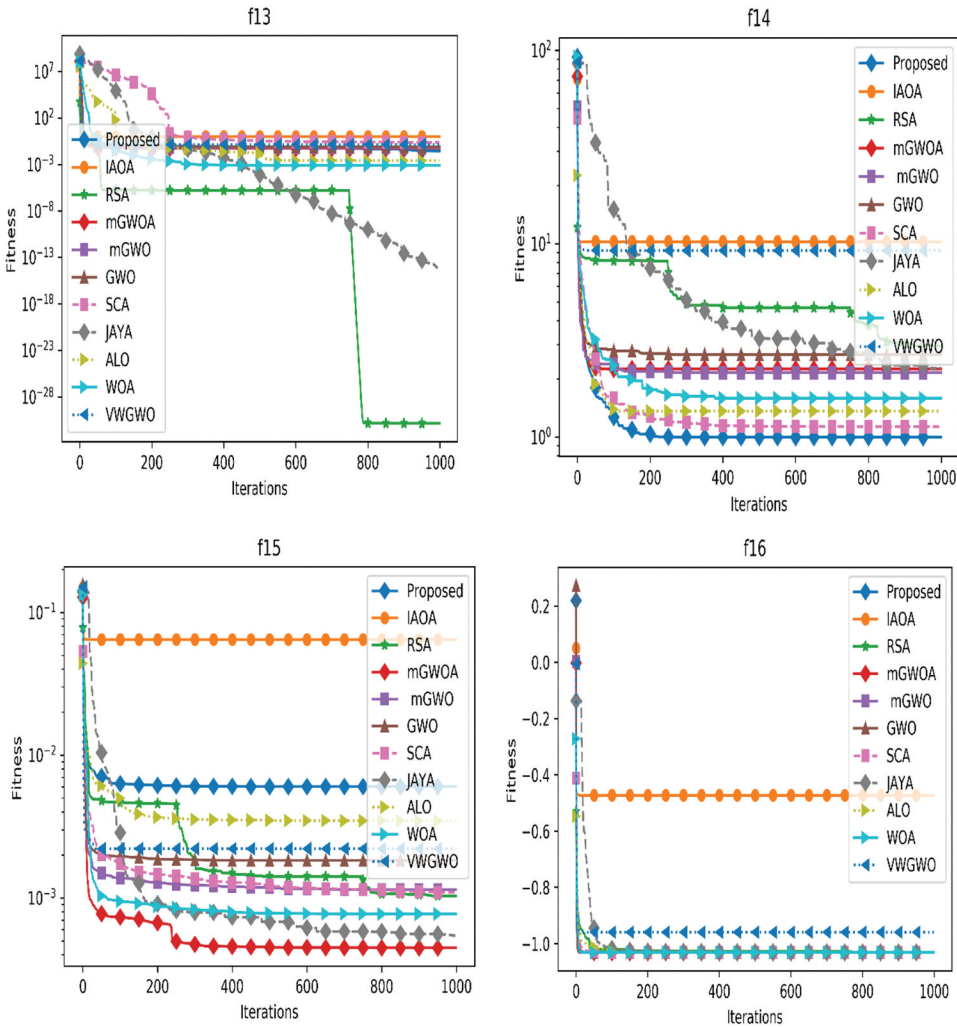 f13
10^7
10^2
10^-3
10^-8
10^-13
10^-18
10^-23
10^-28
Fitness
Proposed
IAOA
RSA
mGWOA
mGWO
GWO
SCA
JAYA
ALO
WOA
VWGWO
0 200 400 600 800 1000
Iterations
f14
10^2
10^1
10^0
Fitness
Proposed
IAOA
RSA
mGWOA
mGWO
GWO
SCA
JAYA
ALO
WOA
VWGWO
0 200 400 600 800 1000
Iterations
f15
10^-1
10^-2
10^-3
Fitness
Proposed
IAOA
RSA
mGWOA
mGWO
GWO
SCA
JAYA
ALO
WOA
VWGWO
0 200 400 600 800 1000
Iterations
f16
0.2
0.0
−0.2
−0.4
−0.6
−0.8
−1.0
Fitness
Proposed
IAOA
RSA
mGWOA
mGWO
GWO
SCA
JAYA
ALO
WOA
VWGWO
0 200 400 600 800 1000
Iterations